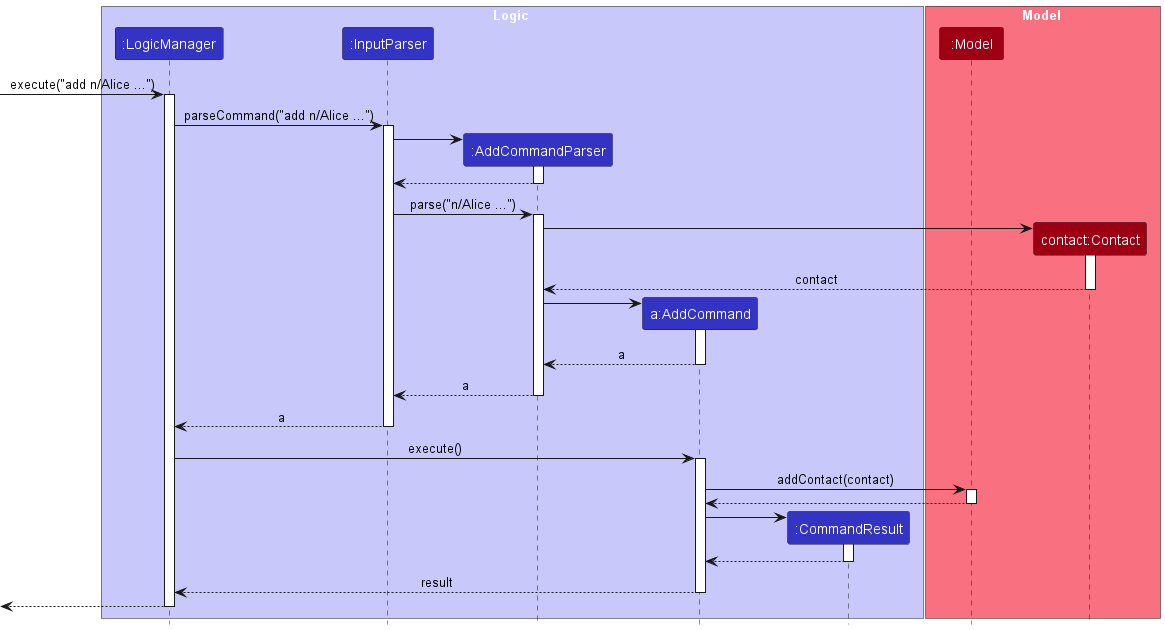 Logic
Model
:LogicManager
:InputParser
:Model
execute("add n/Alice ...")
parseCommand("add n/Alice ...")
:AddCommandParser
parse("n/Alice ...")
contact:Contact
contact
a:AddCommand
a
a
a
execute()
addContact(contact)
:CommandResult
result